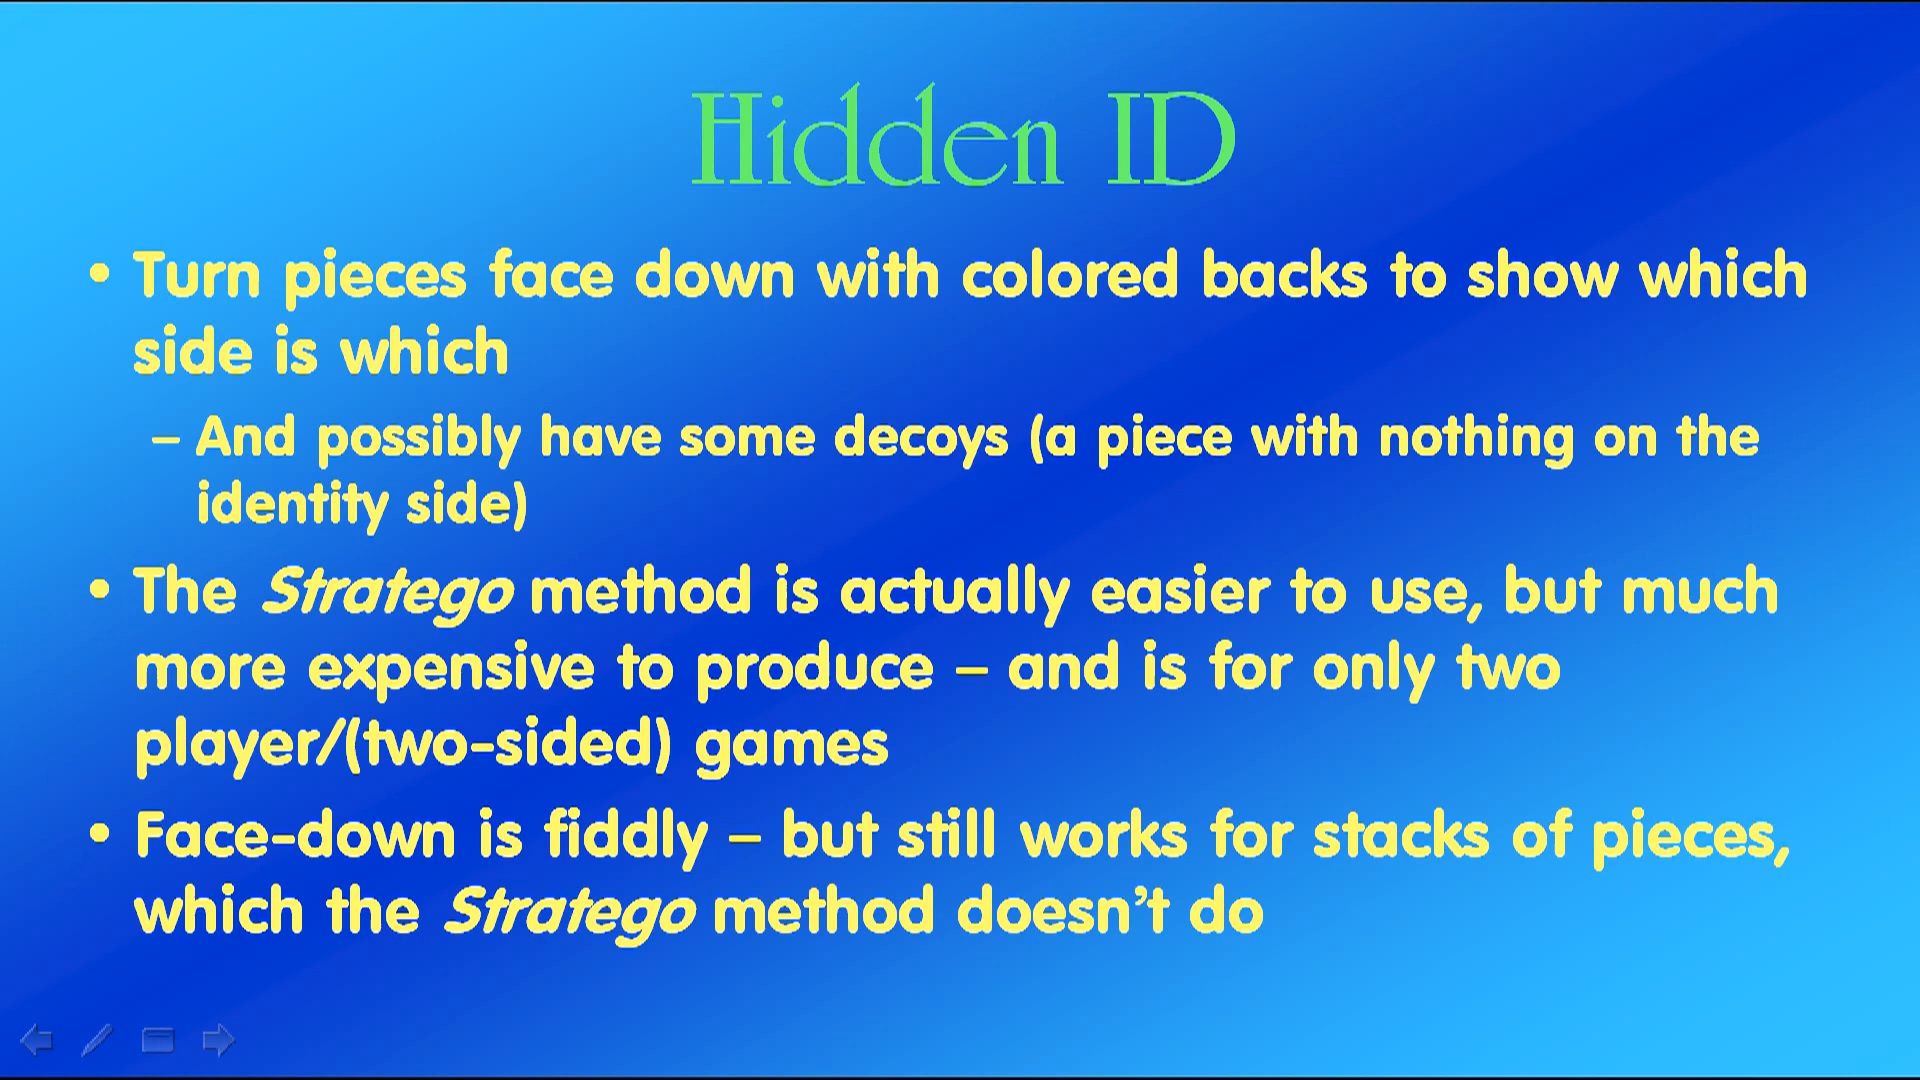 Hidden ID
• Turn pieces face down with colored backs to show which
side is which
– And possibly have some decoys (a piece with nothing on the
identity side)
• The Stratego method is actually easier to use, but much
more expensive to produce – and is for only two
player/(two-sided) games
• Face-down is fiddly – but still works for stacks of pieces,
which the Stratego method doesn’t do